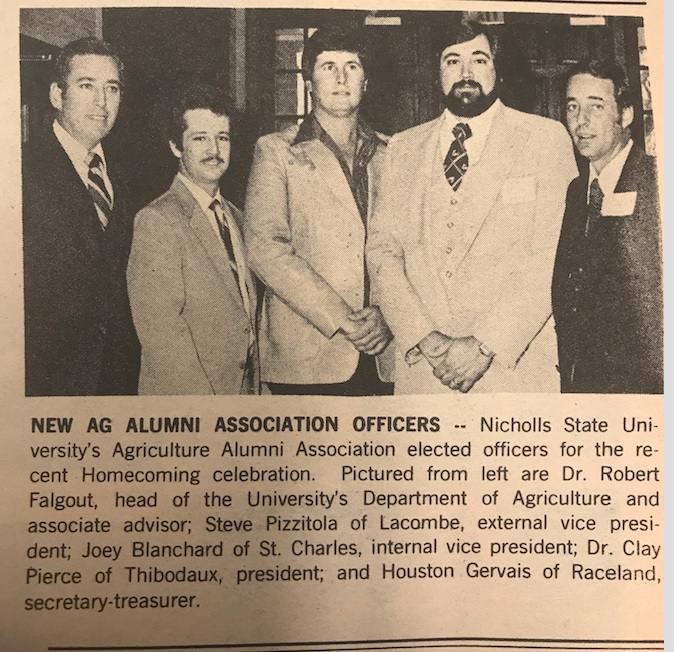 NEW AG ALUMNI ASSOCIATION OFFICERS -- Nicholls State Uni-
versity's Agriculture Alumni Association elected officers for the re-
cent Homecoming celebration. Pictured from left are Dr. Robert
Falgout, head of the University's Department of Agriculture and
associate advisor; Steve Pizzitola of Lacombe, external vice presi-
dent; Joey Blanchard of St. Charles, internal vice president; Dr. Clay
Pierce of Thibodaux, president; and Houston Gervais of Raceland,
secretary-treasurer.